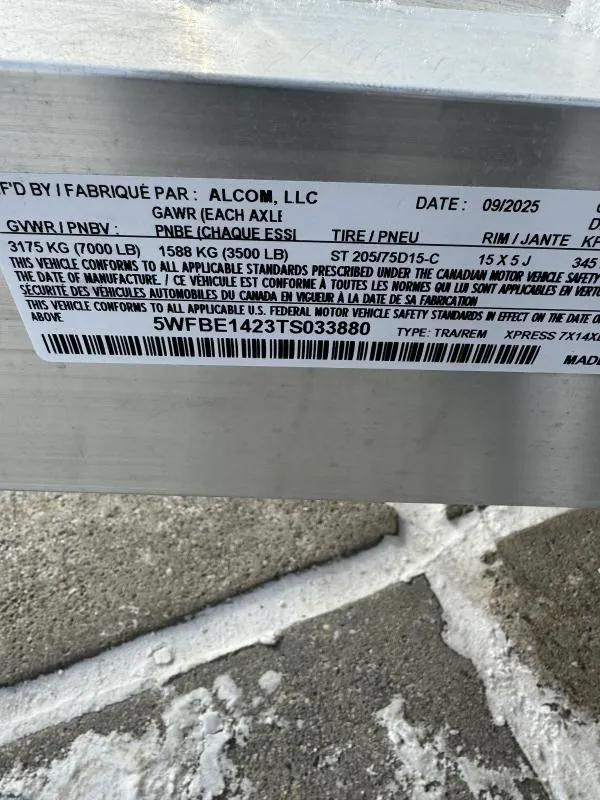 F'D BY / FABRIQUÉ PAR : ALCOM, LLC DATE : 09/2025
GVWR / PNBV : GAWR (EACH AXLE
PNBE (CHAQUE ESSI TIRE / PNEU RIM / JANTE
3175 KG (7000 LB) 1588 KG (3500 LB) ST 205/75D15-C 15 X 5 J 345
THIS VEHICLE CONFORMS TO ALL APPLICABLE STANDARDS PRESCRIBED UNDER THE CANADIAN MOTOR VEHICLE SAFETY
THE DATE OF MANUFACTURE. / CE VÉHICULE EST CONFORME À TOUTES LES NORMES QUI LUI SONT APPLICABLES EN VERTU
SÉCURITÉ DES VÉHICULES AUTOMOBILES DU CANADA EN VIGUEUR À LA DATE DE SA FABRICATION
THIS VEHICLE CONFORMS TO ALL APPLICABLE U.S. FEDERAL MOTOR VEHICLE SAFETY STANDARDS IN EFFECT ON THE DATE O
ABOVE.
5WFBE1423TS033880 TYPE: TRA/REM XPRESS 7X14X
MADE